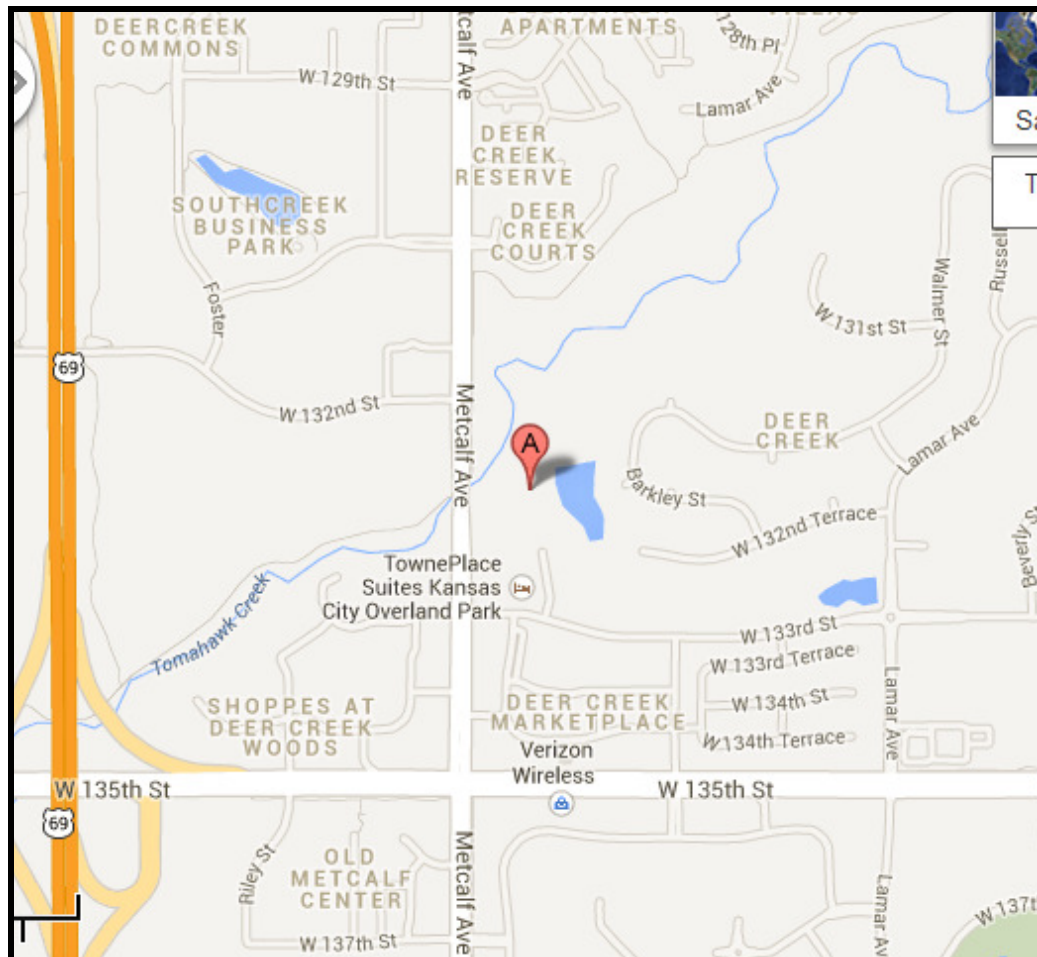 DEERCREEK
COMMONS
Metcalf Ave
APARTMENTS
128th Pl
W 129th St
Lamar Ave
Sa
T
DEER
CREEK
RESERVE
SOUTHCREEK
BUSINESS
PARK
DEER
CREEK
COURTS
Foster
Walmer St
Russell
W 131st St
69
W 132nd St
Metcalf Ave
A
DEER
CREEK
Lamar Ave
Barkley St
W 132nd Terrace
Beverly S
TownePlace
Suites Kansas
City Overland Park
Tomahawk Creek
W 133rd St
W 133rd Terrace
SHOPPES AT
DEER CREEK
WOODS
DEER CREEK
MARKETPLACE
W 134th St
W 134th Terrace
Lamar Ave
Verizon
Wireless
W 135th St
W 135th St
69
Riley St
OLD
METCALF
CENTER
Metcalf Ave
Lamar Av
W 137t
W 137th St